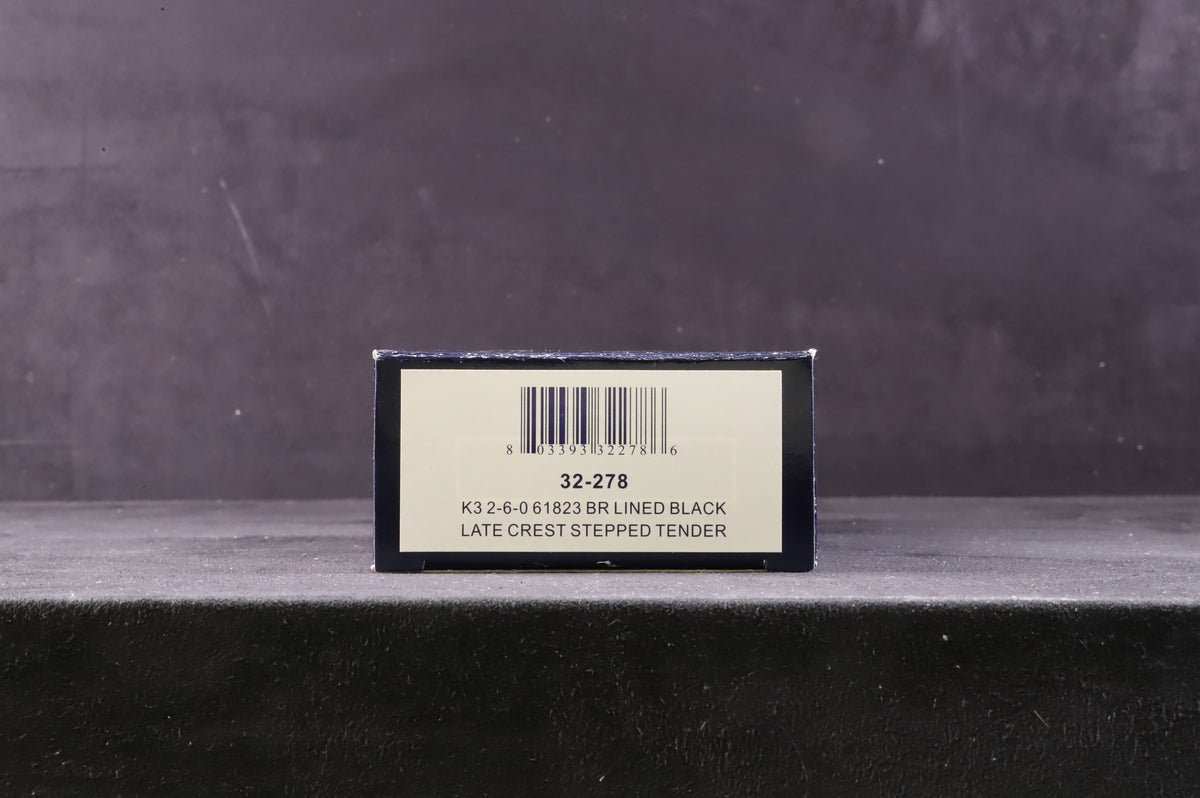 8 03393 32278 6
32-278
K3 2-6-0 61823 BR LINED BLACK
LATE CREST STEPPED TENDER